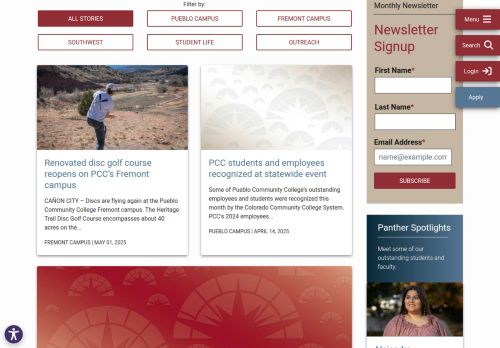 Filter by:
ALL STORIES
PUEBLO CAMPUS
FREMONT CAMPUS
SOUTHWEST
STUDENT LIFE
OUTREACH
Renovated disc golf course
reopens on PCC's Fremont
campus
CAÑON CITY – Discs are flying again at the Pueblo
Community College Fremont campus. The Heritage
Trail Disc Golf Course encompasses about 40
acres on the...
FREMONT CAMPUS | MAY 01, 2025
PCC students and employees
recognized at statewide event
Some of Pueblo Community College's outstanding
employees and students were recognized this
month by the Colorado Community College System.
PCC's 2024 employees...
PUEBLO CAMPUS | APRIL 14, 2025
Monthly Newsletter
Newsletter
Signup
First Name*
Last Name*
Email Address*
name@example.com
SUBSCRIBE
Panther Spotlights
Meet some of our
outstanding students and
faculty.
Menu
Search
Login
Apply